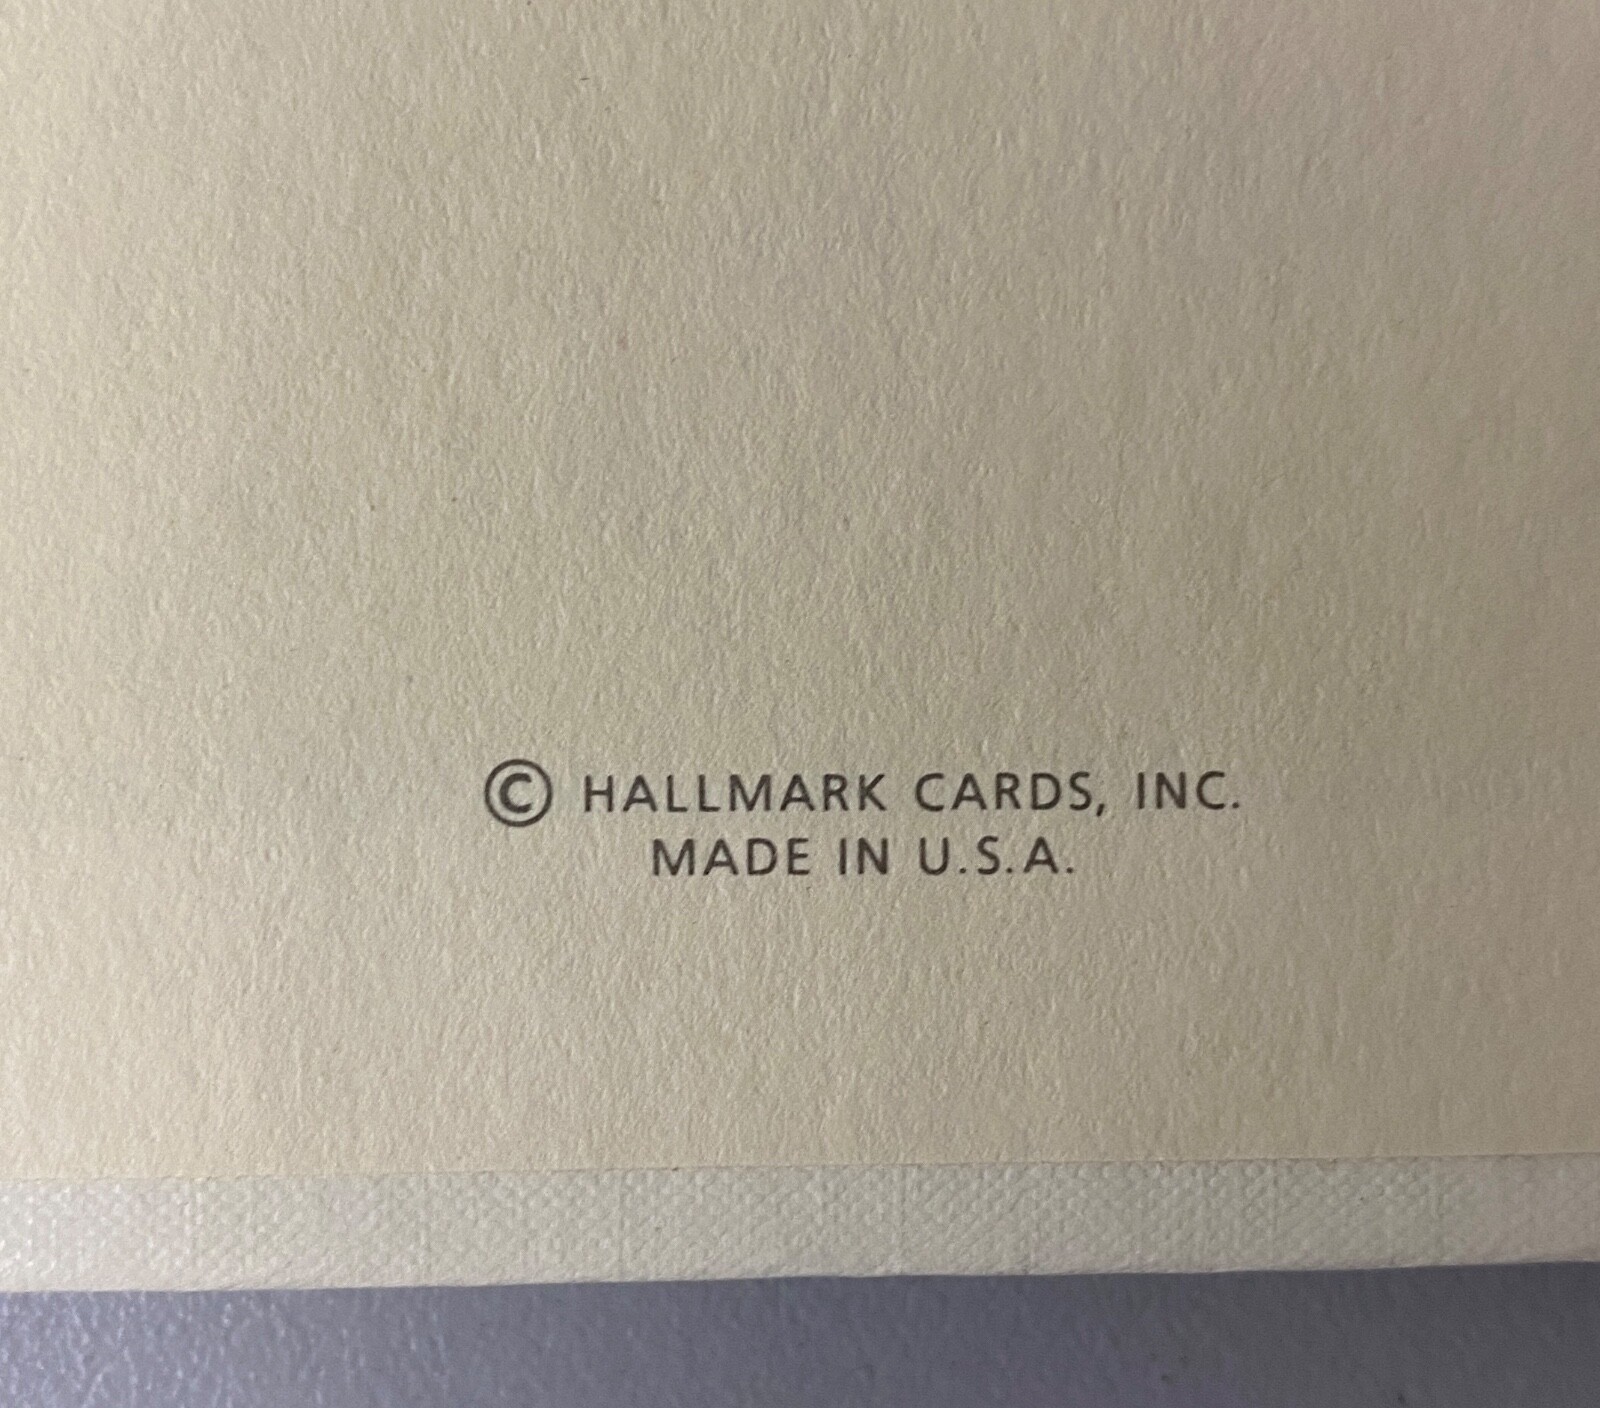 © HALLMARK CARDS, INC.
MADE IN U.S.A.